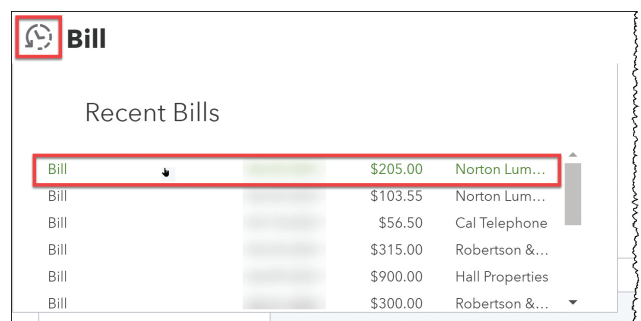 Bill
Recent Bills
Bill $205.00 Norton Lum...
Bill $103.55 Norton Lum...
Bill $56.50 Cal Telephone
Bill $315.00 Robertson &...
Bill $900.00 Hall Properties
Bill $300.00 Robertson &...